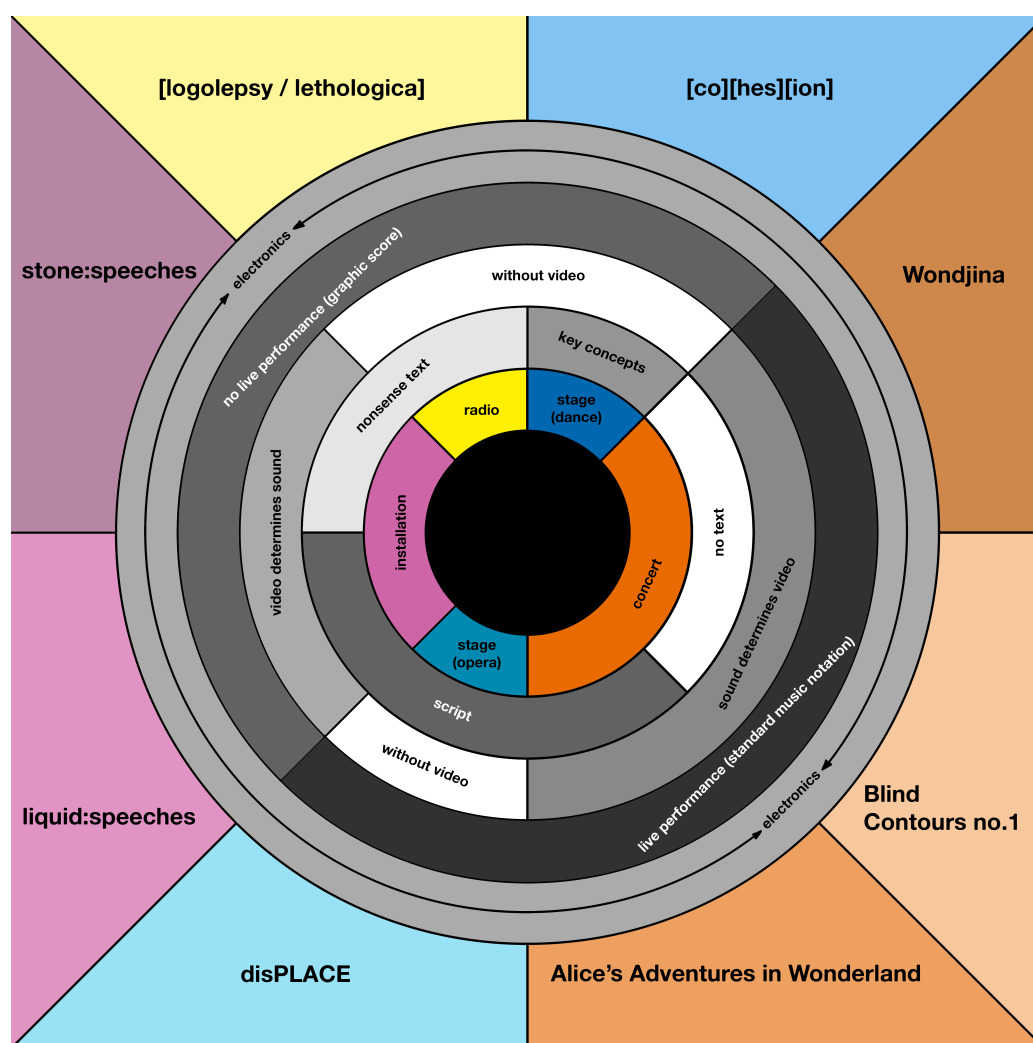 [logolepsy / lethologica]
[co][hes][ion]
stone:speeches
Wondjina
electronics
no live performance (graphic score)
without video
key concepts
nonsense text
radio
stage
(dance)
video determines sound
installation
no text
concert
sound determines video
stage
(opera)
script
without video
live performance (standard music notation)
electronics
liquid:speeches
Blind
Contours no.1
disPLACE
Alice’s Adventures in Wonderland